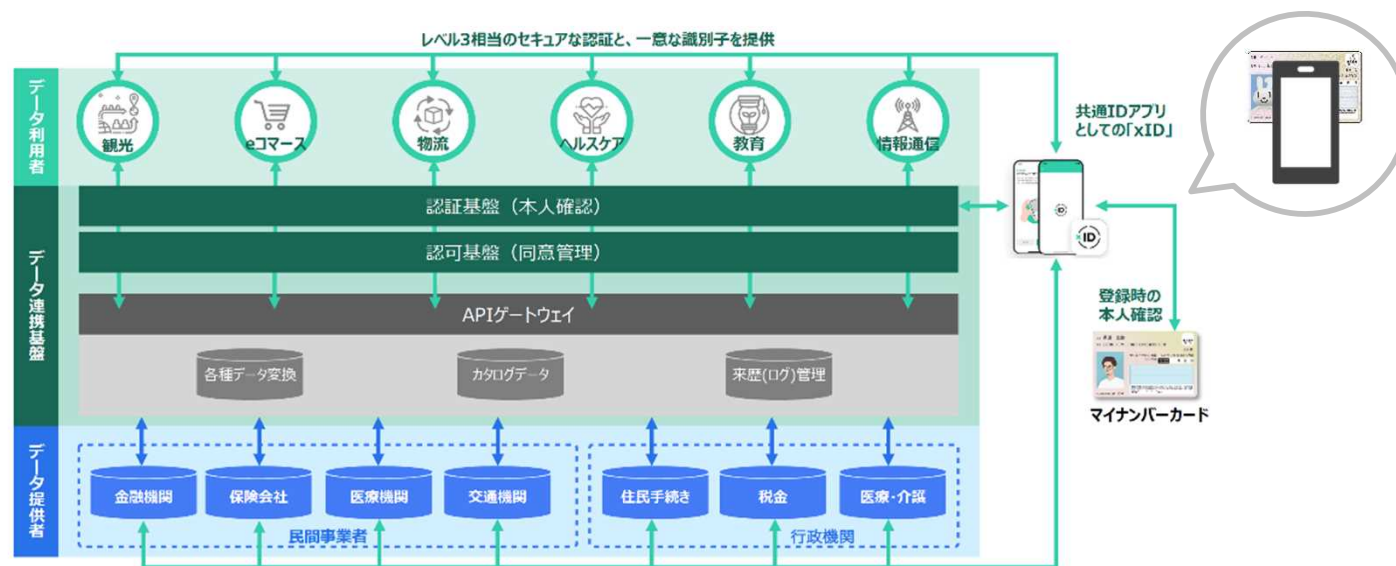 レベル3相当のセキュアな認証と、一意な識別子を提供
データ利用者
観光
eコマース
物流
ヘルスケア
教育
情報通信
共通IDアプリ
としての「xID」
データ連携基盤
認証基盤（本人確認）
認可基盤（同意管理）
APIゲートウェイ
各種データ変換
カタログデータ
来歴(ログ)管理
ID
登録時の
本人確認
マイナンバーカード
データ提供者
金融機関
保険会社
医療機関
交通機関
住民手続き
税金
医療・介護
民間事業者
行政機関